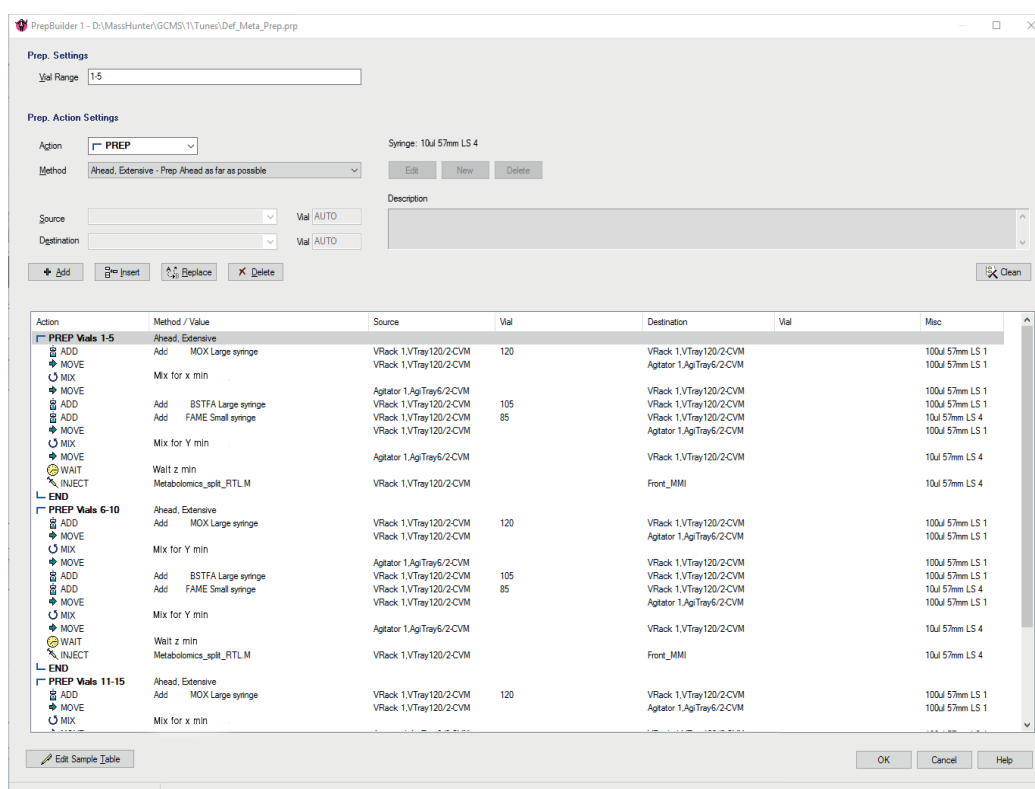 PrepBuilder 1 - D:\MassHunter\GCMS\1\Tunes\Def_Meta_Prep.prp
Prep. Settings
Vial Range 1-5
Prep. Action Settings
Action PREP Syringe: 10ul 57mm LS 4
Method Ahead, Extensive - Prep Ahead as far as possible Edit New Delete
Description
Source Vial AUTO
Destination Vial AUTO
Add Insert Replace Delete Clean
Action Method / Value Source Vial Destination Vial Misc
PREP Vials 1-5 Ahead, Extensive
ADD Add MOX Large syringe VRack 1,VTray120/2-CVM 120 VRack 1,VTray120/2-CVM 100ul 57mm LS 1
MOVE VRack 1,VTray120/2-CVM Agitator 1,AgiTray6/2-CVM 100ul 57mm LS 1
MIX Mix for x min
MOVE Agitator 1,AgiTray6/2-CVM VRack 1,VTray120/2-CVM 100ul 57mm LS 1
ADD Add BSTFA Large syringe VRack 1,VTray120/2-CVM 105 VRack 1,VTray120/2-CVM 100ul 57mm LS 1
ADD Add FAME Small syringe VRack 1,VTray120/2-CVM 85 VRack 1,VTray120/2-CVM 10ul 57mm LS 4
MOVE VRack 1,VTray120/2-CVM Agitator 1,AgiTray6/2-CVM 100ul 57mm LS 1
MIX Mix for Y min
MOVE Agitator 1,AgiTray6/2-CVM VRack 1,VTray120/2-CVM 10ul 57mm LS 4
WAIT Wait z min
INJECT Metabolomics_split_RTL.M VRack 1,VTray120/2-CVM Front_MMI 10ul 57mm LS 4
END
PREP Vials 6-10 Ahead, Extensive
ADD Add MOX Large syringe VRack 1,VTray120/2-CVM 120 VRack 1,VTray120/2-CVM 100ul 57mm LS 1
MOVE VRack 1,VTray120/2-CVM Agitator 1,AgiTray6/2-CVM 100ul 57mm LS 1
MIX Mix for Y min
MOVE Agitator 1,AgiTray6/2-CVM VRack 1,VTray120/2-CVM 100ul 57mm LS 1
ADD Add BSTFA Large syringe VRack 1,VTray120/2-CVM 105 VRack 1,VTray120/2-CVM 100ul 57mm LS 1
ADD Add FAME Small syringe VRack 1,VTray120/2-CVM 85 VRack 1,VTray120/2-CVM 10ul 57mm LS 4
MOVE VRack 1,VTray120/2-CVM Agitator 1,AgiTray6/2-CVM 100ul 57mm LS 1
MIX Mix for Y min
MOVE Agitator 1,AgiTray6/2-CVM VRack 1,VTray120/2-CVM 10ul 57mm LS 4
WAIT Wait z min
INJECT Metabolomics_split_RTL.M VRack 1,VTray120/2-CVM Front_MMI 10ul 57mm LS 4
END
PREP Vials 11-15 Ahead, Extensive
ADD Add MOX Large syringe VRack 1,VTray120/2-CVM 120 VRack 1,VTray120/2-CVM 100ul 57mm LS 1
MOVE VRack 1,VTray120/2-CVM Agitator 1,AgiTray6/2-CVM 100ul 57mm LS 1
MIX Mix for x min
Edit Sample Table OK Cancel Help